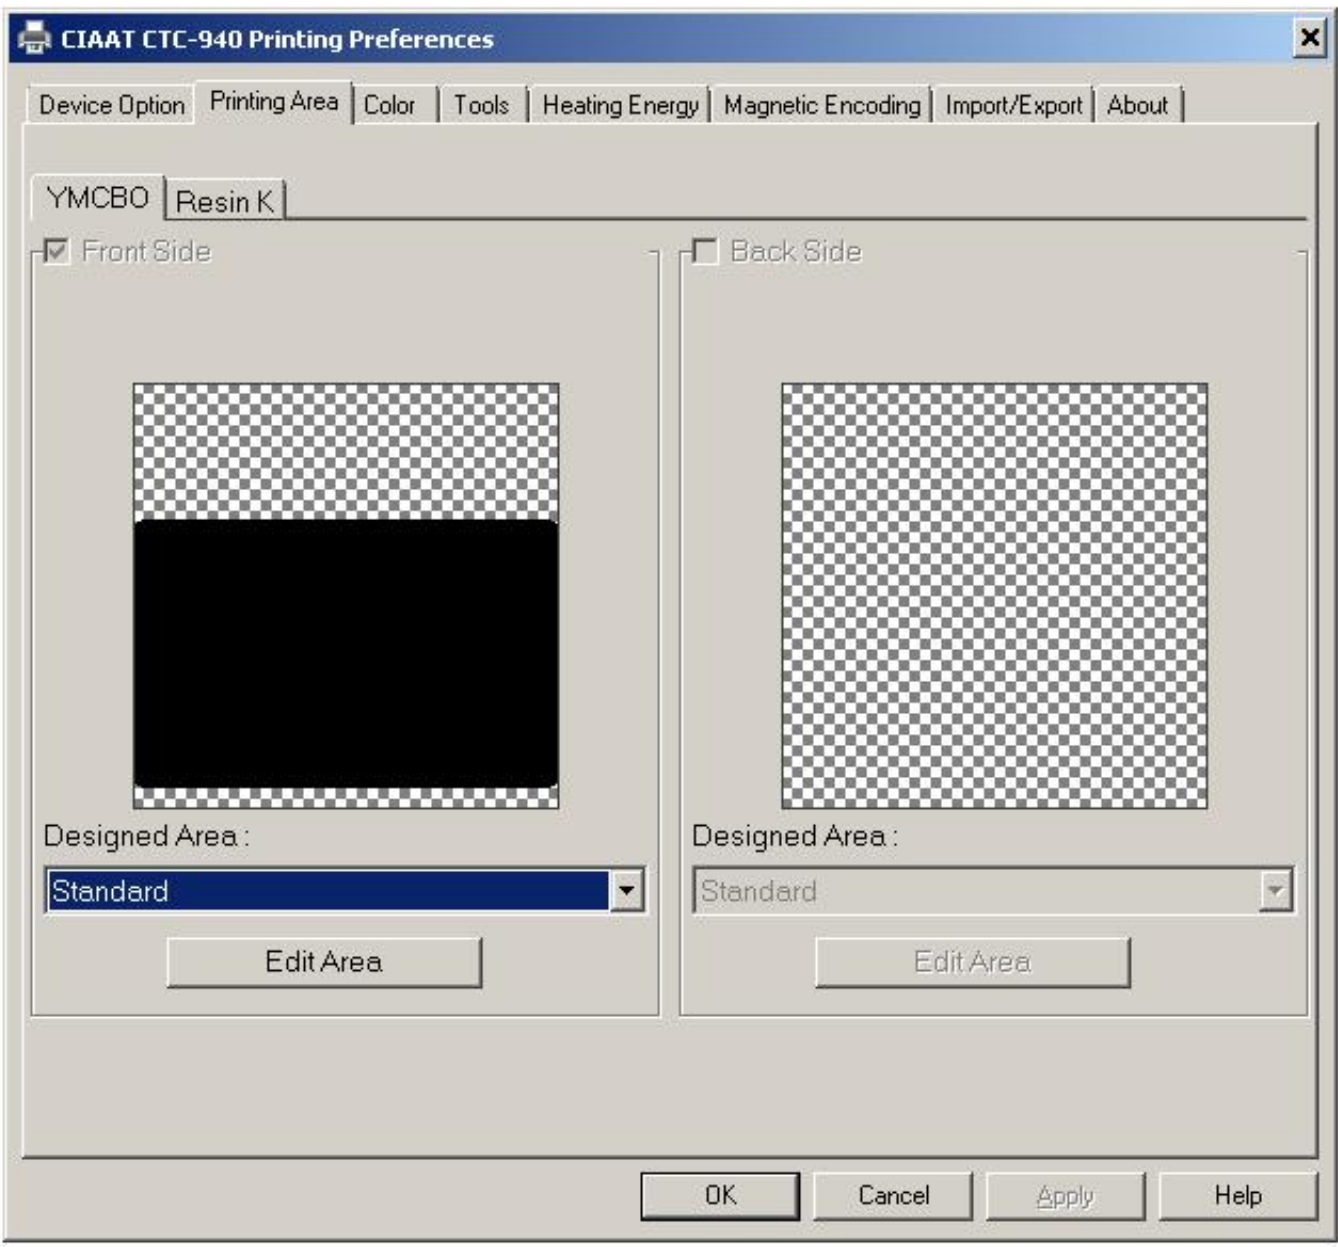 CIAAT CTC-940 Printing Preferences
Device Option Printing Area Color Tools Heating Energy Magnetic Encoding Import/Export About
YMCBO Resin K
Front Side Back Side
Designed Area : Designed Area :
Standard Standard
Edit Area Edit Area
OK Cancel Apply Help